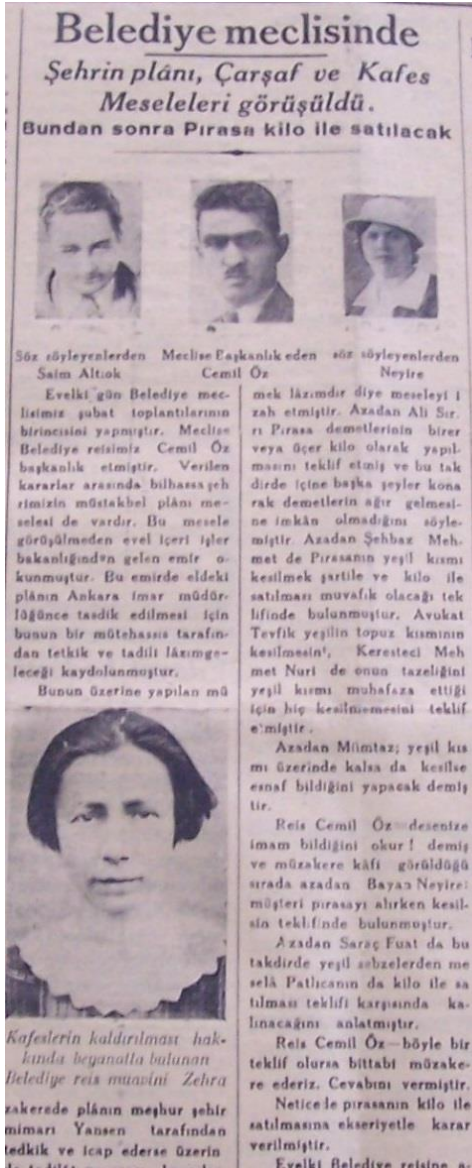 Belediye meclisinde
Şehrin plânı, Çarşaf ve Kafes
Meseleleri görüşüldü.
Bundan sonra Pırasa kilo ile satılacak
Söz söyleyenlerden
Saim Altıok
Meclise Başkanlık eden
Cemil Öz
söz söyleyenlerden
Neyire
Evelki gün Belediye mec-
lisimiz şubat toplantılarının
birincisini yapmıştır. Meclise
Belediye reisimiz Cemil Öz
başkanlık etmiştir. Verilen
kararlar arasında bilhassa şeh
rimizin müstakbel plânı me-
selesi de vardır. Bu mesele
görüşülmeden evel içeri işler
bakanlığından gelen emir o-
kunmuştur. Bu emirde eldeki
plânın Ankara imar müdür-
lüğünce tasdik edilmesi için
bunun bir mütehassıs tarafın-
dan tetkik ve tadili lâzımge-
leceği kaydolunmuştur.
Bunun üzerine yapılan mü
Kafeslerin kaldırılması hak-
kında beyanatta bulunan
Belediye reis muavini Zehra
zakerede plânın meşhur şehir
mimarı Yansen tarafından
tedkik ve icap ederse üzerin
mek lâzımdır diye meseleyi i
zah etmiştir. Azadan Ali Sır.
rı Pırasa demetlerinin birer
veya üçer kilo olarak yapıl-
masını teklif etmiş ve bu tak
dirde içine başka şeyler kona
rak demetlerin ağır gelmesi-
ne imkân olmadığını söyle-
miştir. Azadan Şehbaz Meh-
met de Pırasanın yeşil kısmı
kesilmek şartile ve kilo ile
satılması muvafık olacağı tek
lifinde bulunmuştur. Avukat
Tevfik yeşilin topuz kısmının
kesilmesini, Keresteci Meh
met Nuri de onun tazeliğini
yeşil kısmı muhafaza ettiği
için hiç kesilmemesini teklif
etmiştir.
Azadan Mümtaz; yeşil kıs
mı üzerinde kalsa da kesilse
esnaf bildiğini yapacak demiş
tir.
Reis Cemil Öz — desenize
imam bildiğini okur! demiş
ve müzakere kâfi görüldüğü
sırada azadan Bayan Neyire:
müşteri pırasayı alırken kesil-
sin teklifinde bulunmuştur.
Azadan Saraç Fuat da bu
takdirde yeşil sebzelerden me
selâ Patlıcanın da kilo ile sa
tılması teklifi karşısında ka-
lınacağını anlatmıştır.
Reis Cemil Öz — böyle bir
teklif olursa bittabi müzake-
re ederiz. Cevabını vermiştir.
Netice le pırasanın kilo ile
satılmasına ekseriyetle karar
verilmiştir.
Evelki Belediye